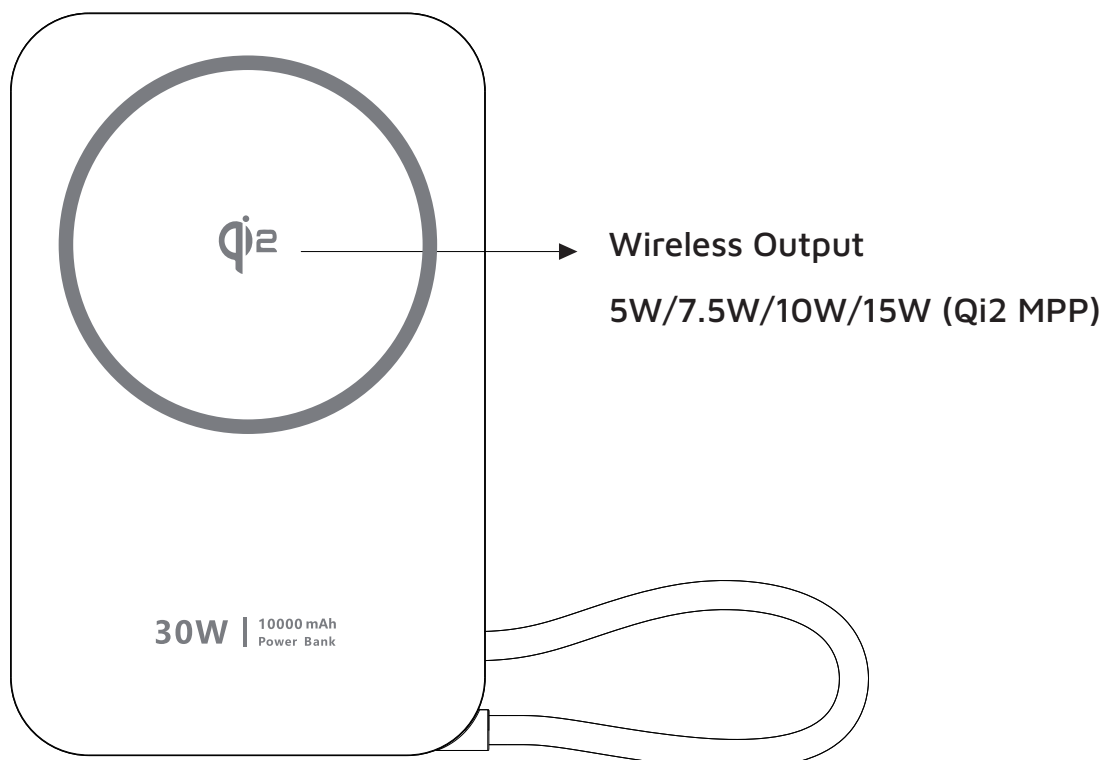 Qi2
Wireless Output
5W/7.5W/10W/15W (Qi2 MPP)
30W
10000 mAh
Power Bank